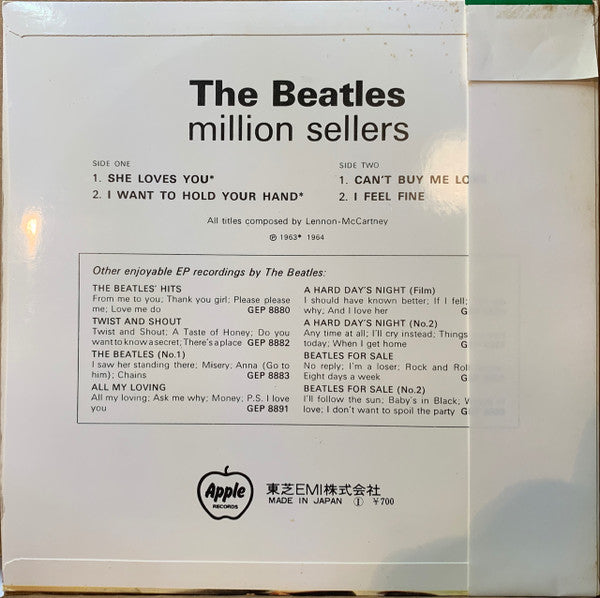 The Beatles
million sellers
SIDE ONE
1. SHE LOVES YOU*
2. I WANT TO HOLD YOUR HAND*
SIDE TWO
1. CAN'T BUY ME LO
2. I FEEL FINE
All titles composed by Lennon-McCartney
℗ 1963* 1964
Other enjoyable EP recordings by The Beatles:
THE BEATLES' HITS
From me to you; Thank you girl; Please please
me; Love me do GEP 8880
TWIST AND SHOUT
Twist and Shout; A Taste of Honey; Do you
want to know a secret; There's a place GEP 8882
THE BEATLES (No.1)
I saw her standing there; Misery; Anna (Go to
him); Chains GEP 8883
ALL MY LOVING
All my loving; Ask me why; Money; P.S. I love
you GEP 8891
A HARD DAY'S NIGHT (Film)
I should have known better; If I fell;
why; And I love her G
A HARD DAY'S NIGHT (No.2)
Any time at all; I'll cry instead; Things
today; When I get home G
BEATLES FOR SALE
No reply; I'm a loser; Rock and Roll
Eight days a week G
BEATLES FOR SALE (No.2)
I'll follow the sun; Baby's in Black; W
love; I don't want to spoil the party G
Apple
RECORDS
東芝EMI株式会社
MADE IN JAPAN Ⓘ ¥700